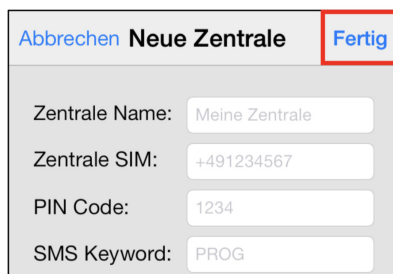 Abbrechen Neue Zentrale Fertig
Zentrale Name: Meine Zentrale
Zentrale SIM: +491234567
PIN Code: 1234
SMS Keyword: PROG